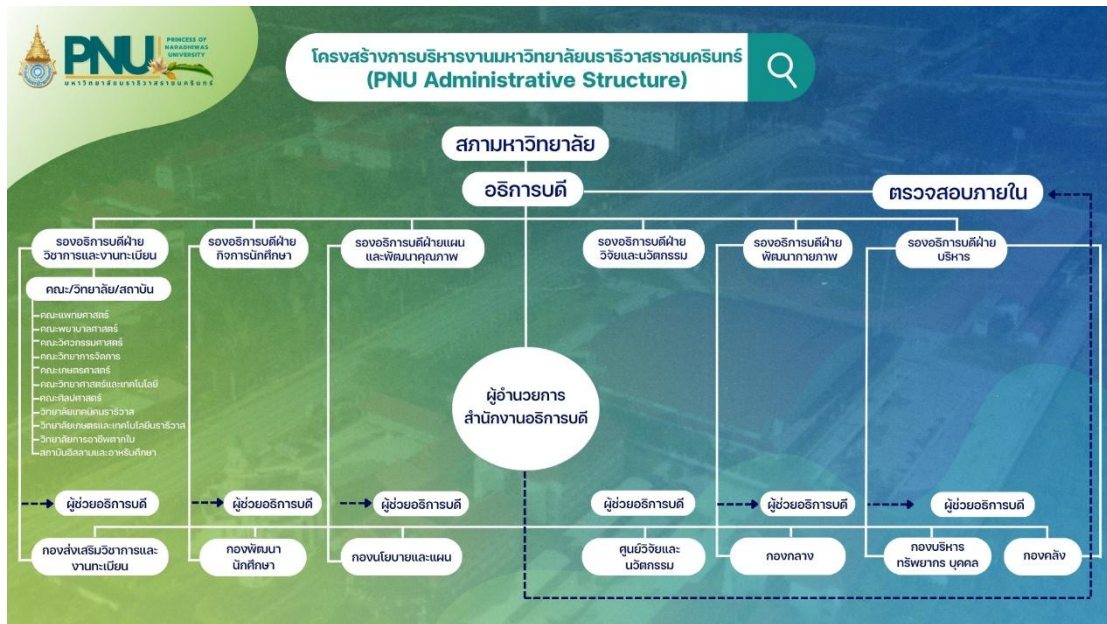 PNU
PRINCESS OF
NARADHIWAS
UNIVERSITY
มหาวิทยาลัยนราธิวาสราชนครินทร์
โครงสร้างการบริหารงานมหาวิทยาลัยนราธิวาสราชนครินทร์
(PNU Administrative Structure)
สภามหาวิทยาลัย
อธิการบดี
ตรวจสอบภายใน
รองอธิการบดีฝ่าย
วิชาการและงานทะเบียน
รองอธิการบดีฝ่าย
กิจการนักศึกษา
รองอธิการบดีฝ่ายแผน
และพัฒนาคุณภาพ
รองอธิการบดีฝ่าย
วิจัยและนวัตกรรม
รองอธิการบดีฝ่าย
พัฒนากายภาพ
รองอธิการบดีฝ่าย
บริหาร
คณะ/วิทยาลัย/สถาบัน
คณะแพทยศาสตร์
คณะพยาบาลศาสตร์
คณะวิศวกรรมศาสตร์
คณะวิทยาการจัดการ
คณะเกษตรศาสตร์
คณะวิทยาศาสตร์และเทคโนโลยี
คณะศิลปศาสตร์
วิทยาลัยเทคนิคนราธิวาส
วิทยาลัยเกษตรและเทคโนโลยีนราธิวาส
วิทยาลัยการอาชีพตากใบ
สถาบันอิสลามและอาหรับศึกษา
ผู้อำนวยการ
สำนักงานอธิการบดี
ผู้ช่วยอธิการบดี
ผู้ช่วยอธิการบดี
ผู้ช่วยอธิการบดี
ผู้ช่วยอธิการบดี
ผู้ช่วยอธิการบดี
ผู้ช่วยอธิการบดี
กองส่งเสริมวิชาการและ
งานทะเบียน
กองพัฒนา
นักศึกษา
กองนโยบายและแผน
ศูนย์วิจัยและ
นวัตกรรม
กองกลาง
กองบริหาร
ทรัพยากร บุคคล
กองคลัง